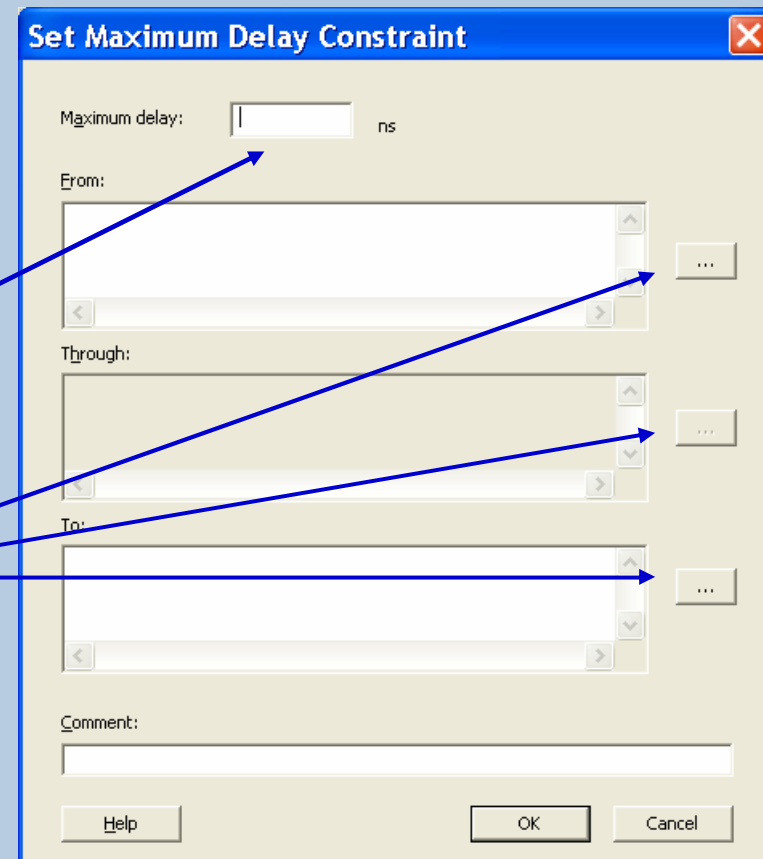 Set Maximum Delay Constraint
Maximum delay: ns
From:
...
Through:
...
To:
...
Comment:
Help OK Cancel